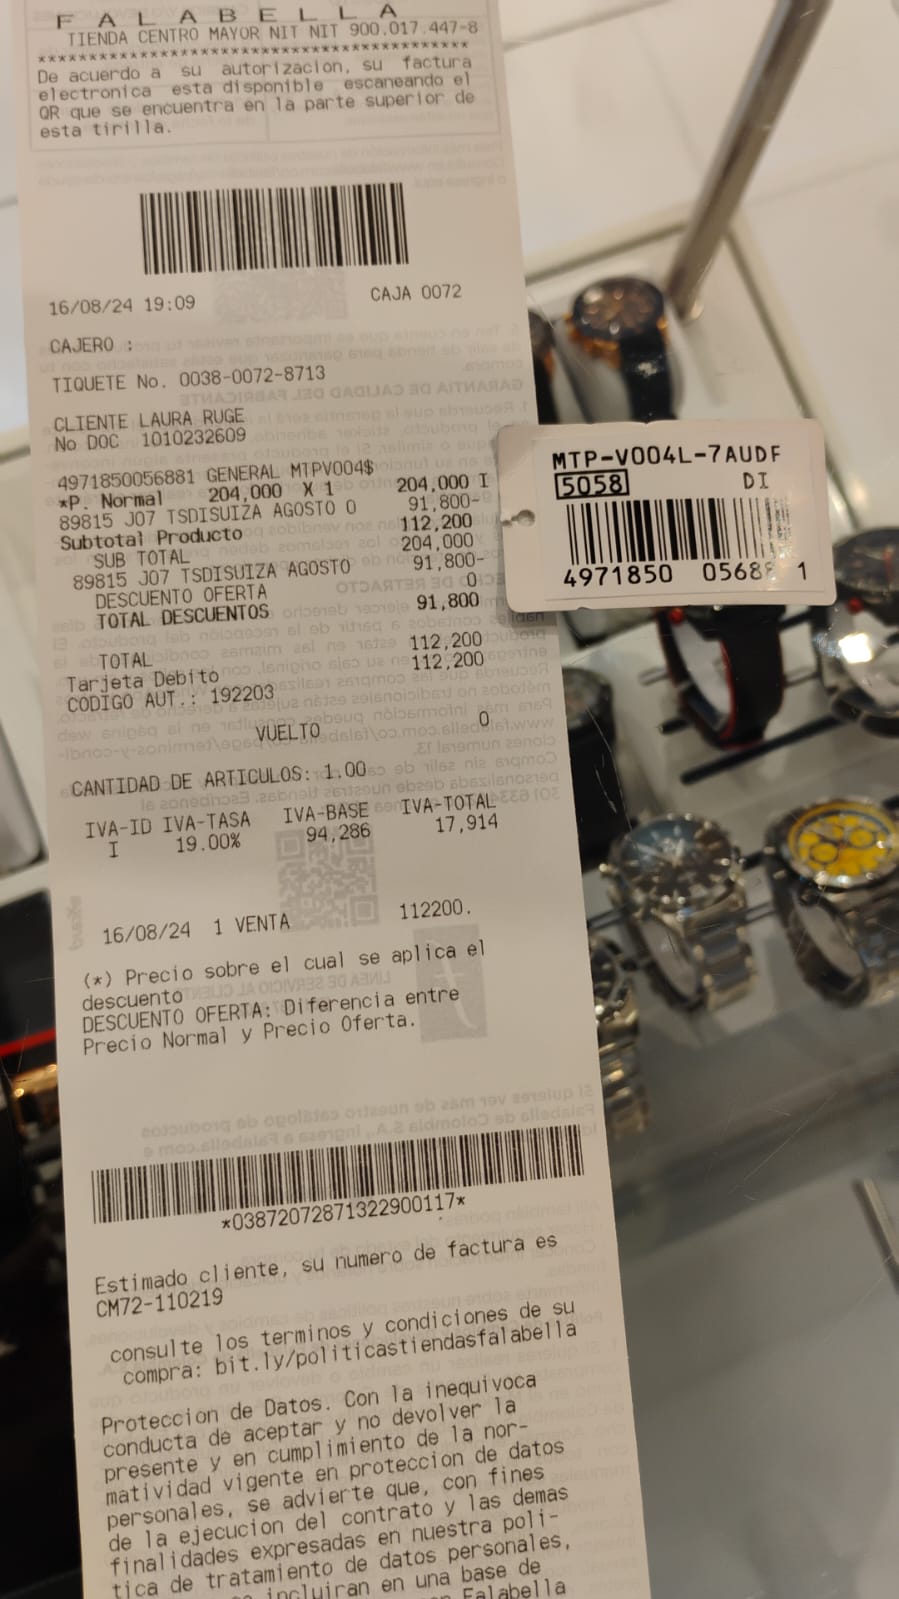 F A L A B E L L A
TIENDA CENTRO MAYOR NIT NIT 900.017.447-8
******************************************
De acuerdo a su autorizacion, su factura
electronica esta disponible escaneando el
QR que se encuentra en la parte superior de
esta tirilla.
16/08/24 19:09 CAJA 0072
CAJERO :
TIQUETE No. 0038-0072-8713
CLIENTE LAURA RUGE
No DOC 1010232609
4971850056881 GENERAL MTPV004$
*P. Normal 204,000 X 1 204,000 I
89815 J07 TSDISUIZA AGOSTO 0 91,800-
Subtotal Producto 112,200
SUB TOTAL 204,000
89815 J07 TSDISUIZA AGOSTO 91,800-
DESCUENTO OFERTA 0
TOTAL DESCUENTOS 91,800
TOTAL 112,200
Tarjeta Debito 112,200
CODIGO AUT.: 192203
VUELTO 0
CANTIDAD DE ARTICULOS: 1.00
IVA-ID IVA-TASA IVA-BASE IVA-TOTAL
I 19.00% 94,286 17,914
16/08/24 1 VENTA 112200.
(*) Precio sobre el cual se aplica el
descuento
DESCUENTO OFERTA: Diferencia entre
Precio Normal y Precio Oferta.
*03872072871322900117*
Estimado cliente, su numero de factura es
CM72-110219
consulte los terminos y condiciones de su
compra: bit.ly/politicastiendasfalabella
Proteccion de Datos. Con la inequivoca
conducta de aceptar y no devolver la
presente y en cumplimiento de la nor-
matividad vigente en proteccion de datos
personales, se advierte que, con fines
de la ejecucion del contrato y las demas
finalidades expresadas en nuestra poli-
tica de tratamiento de datos personales,
incluiran en una base de
Falabella
MTP-V004L-7AUDF
5058 DI
4971850 05688 1